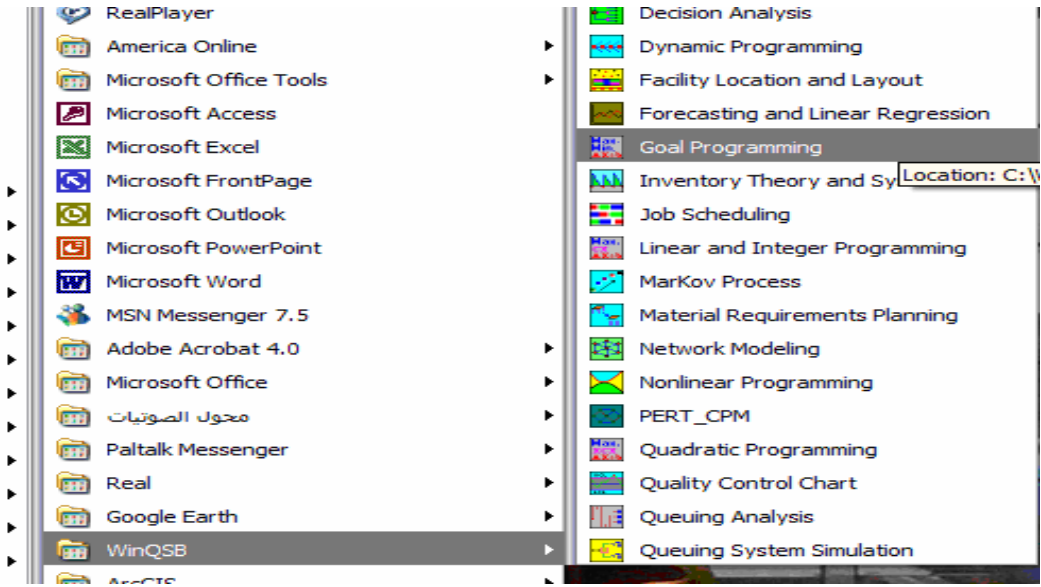 RealPlayer
America Online
Microsoft Office Tools
Microsoft Access
Microsoft Excel
Microsoft FrontPage
Microsoft Outlook
Microsoft PowerPoint
Microsoft Word
MSN Messenger 7.5
Adobe Acrobat 4.0
Microsoft Office
محول الصوتيات
Paltalk Messenger
Real
Google Earth
WinQSB
ArcGIS
Decision Analysis
Dynamic Programming
Facility Location and Layout
Forecasting and Linear Regression
Goal Programming
Location: C:\
Inventory Theory and Sy
Job Scheduling
Linear and Integer Programming
MarKov Process
Material Requirements Planning
Network Modeling
Nonlinear Programming
PERT_CPM
Quadratic Programming
Quality Control Chart
Queuing Analysis
Queuing System Simulation